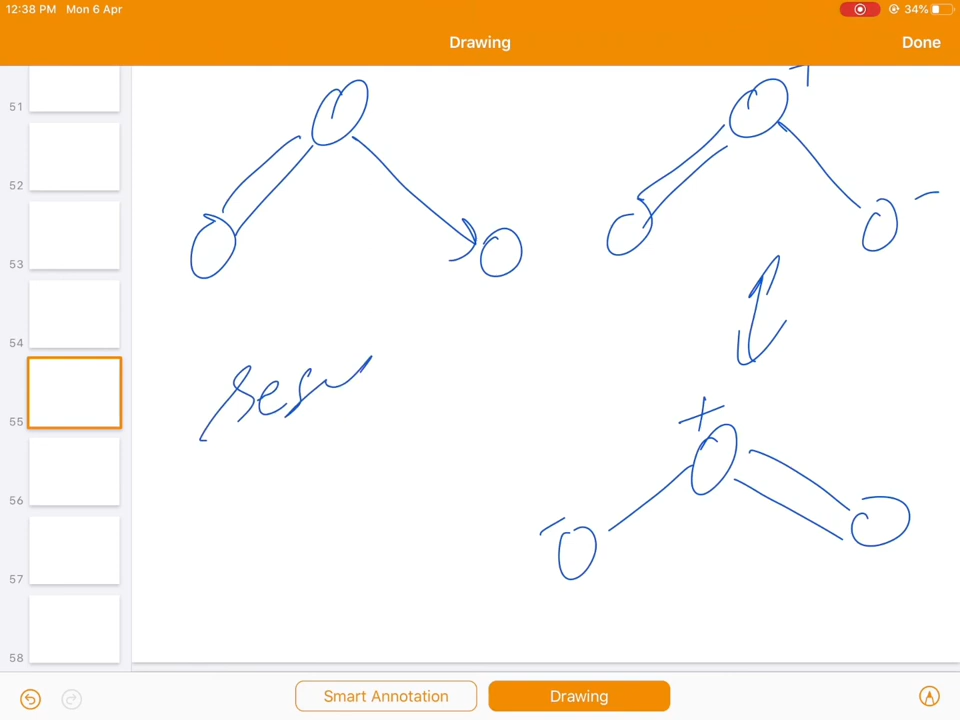 12:38 PM Mon 6 Apr
34%
Drawing
Done
51
52
53
54
55
56
57
58
O
O
O
O +
O
O -
reso
+
O
- O
O
Smart Annotation
Drawing